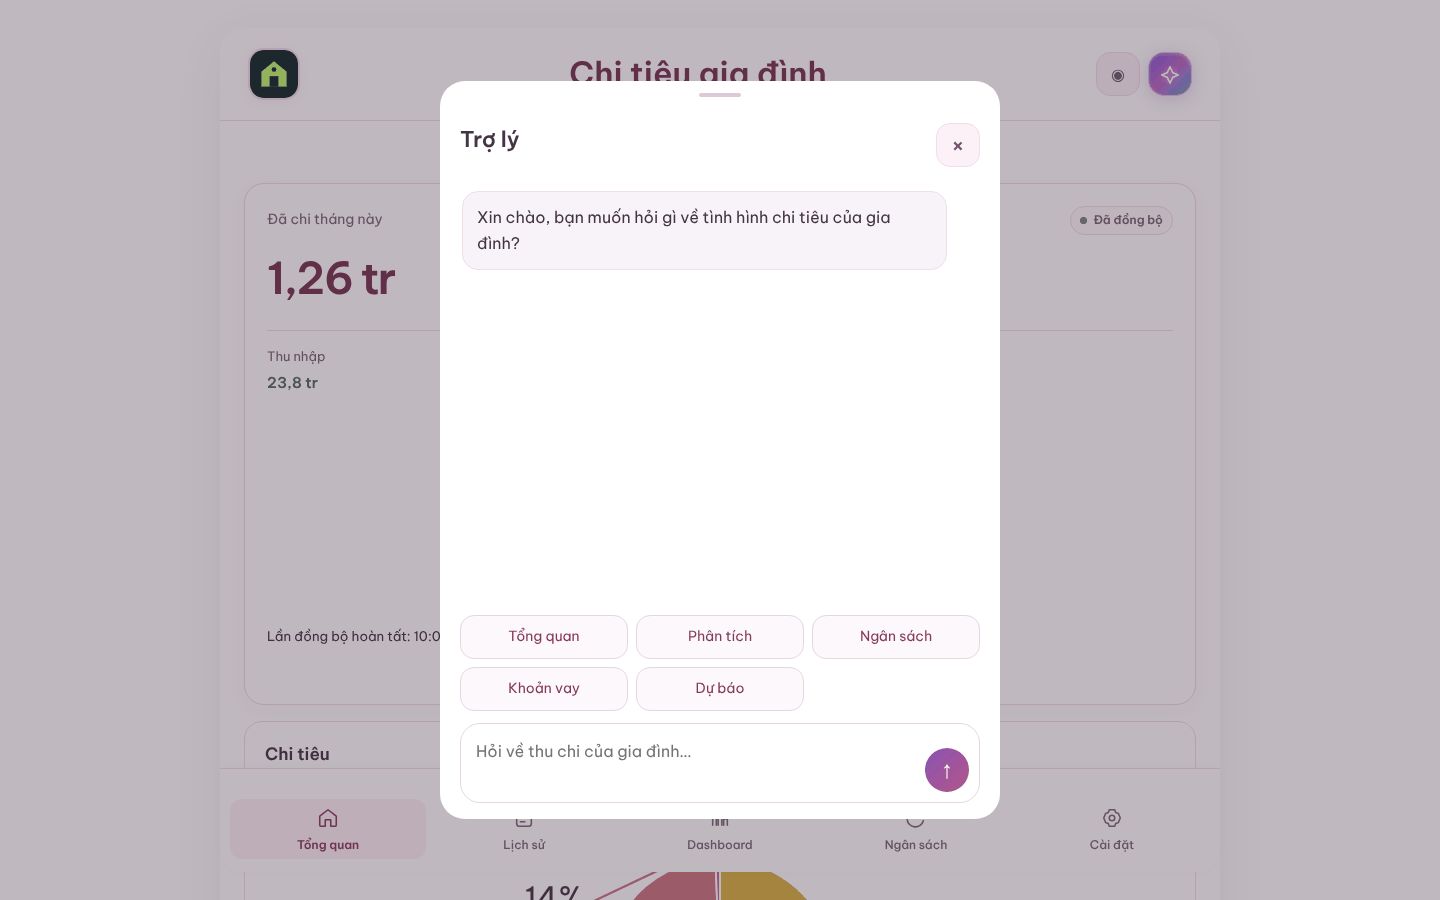 Chi tiêu gia đình
Trợ lý
×
Xin chào, bạn muốn hỏi gì về tình hình chi tiêu của gia
đình?
Đã chi tháng này
Đã đồng bộ
1,26 tr
Thu nhập
23,8 tr
Lần đồng bộ hoàn tất: 10:0
Tổng quan
Phân tích
Ngân sách
Khoản vay
Dự báo
Hỏi về thu chi của gia đình...
↑
Chi tiêu
Tổng quan
Lịch sử
Dashboard
Ngân sách
Cài đặt
14%